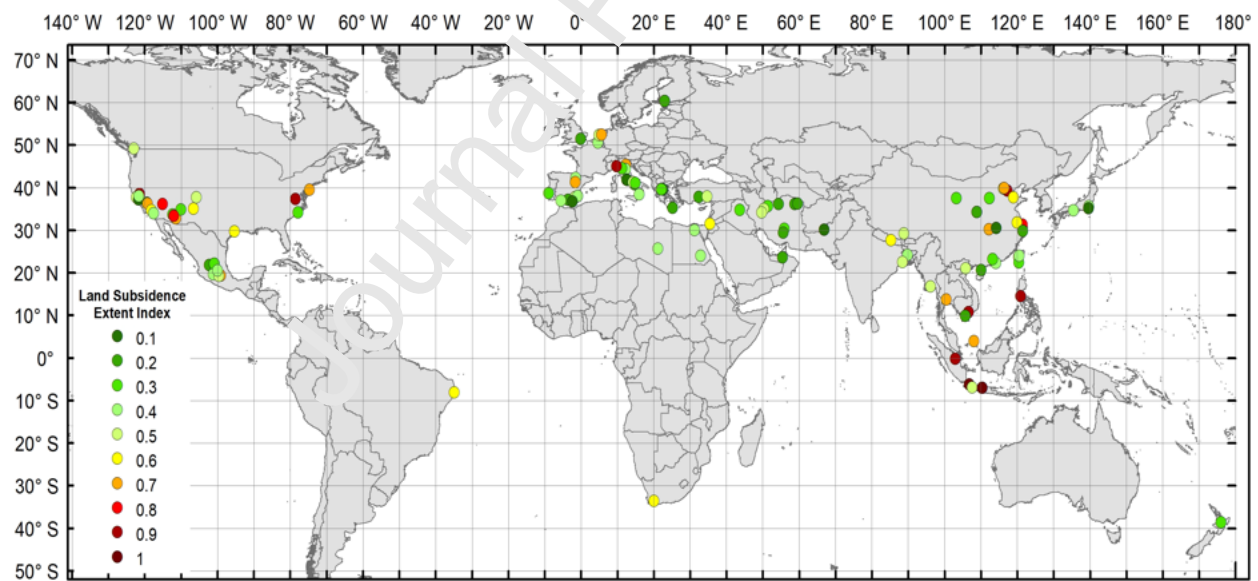 140° W 120° W 100° W 80° W 60° W 40° W 20° W 0° 20° E 40° E 60° E 80° E 100° E 120° E 140° E 160° E 180°
70° N
60° N
50° N
40° N
30° N
20° N
10° N
0°
10° S
20° S
30° S
40° S
50° S
Land Subsidence
Extent Index
0.1
0.2
0.3
0.4
0.5
0.6
0.7
0.8
0.9
1
Journal P